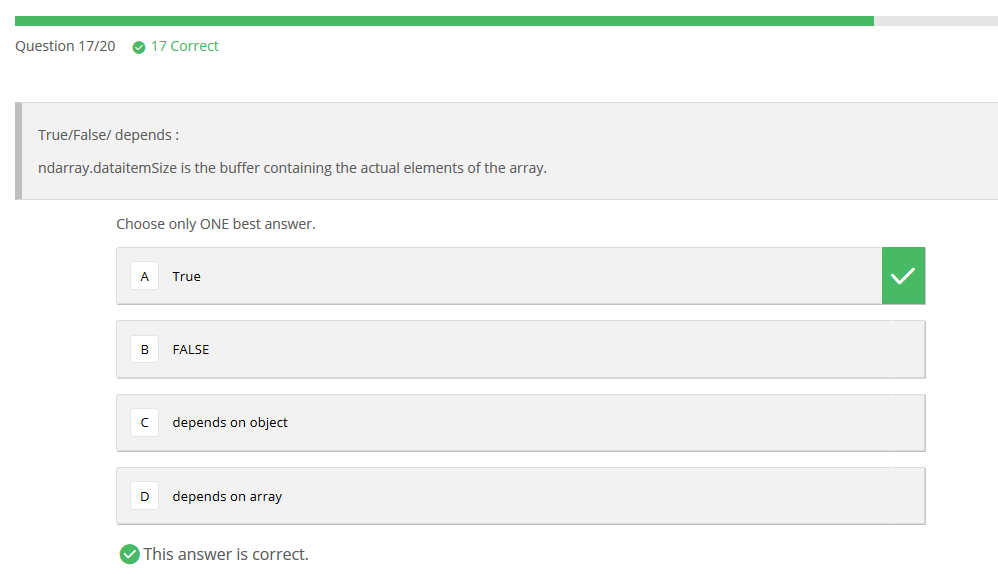 Question 17/20 17 Correct
True/False/ depends :
ndarray.dataitemSize is the buffer containing the actual elements of the array.
Choose only ONE best answer.
A True
B FALSE
C depends on object
D depends on array
This answer is correct.